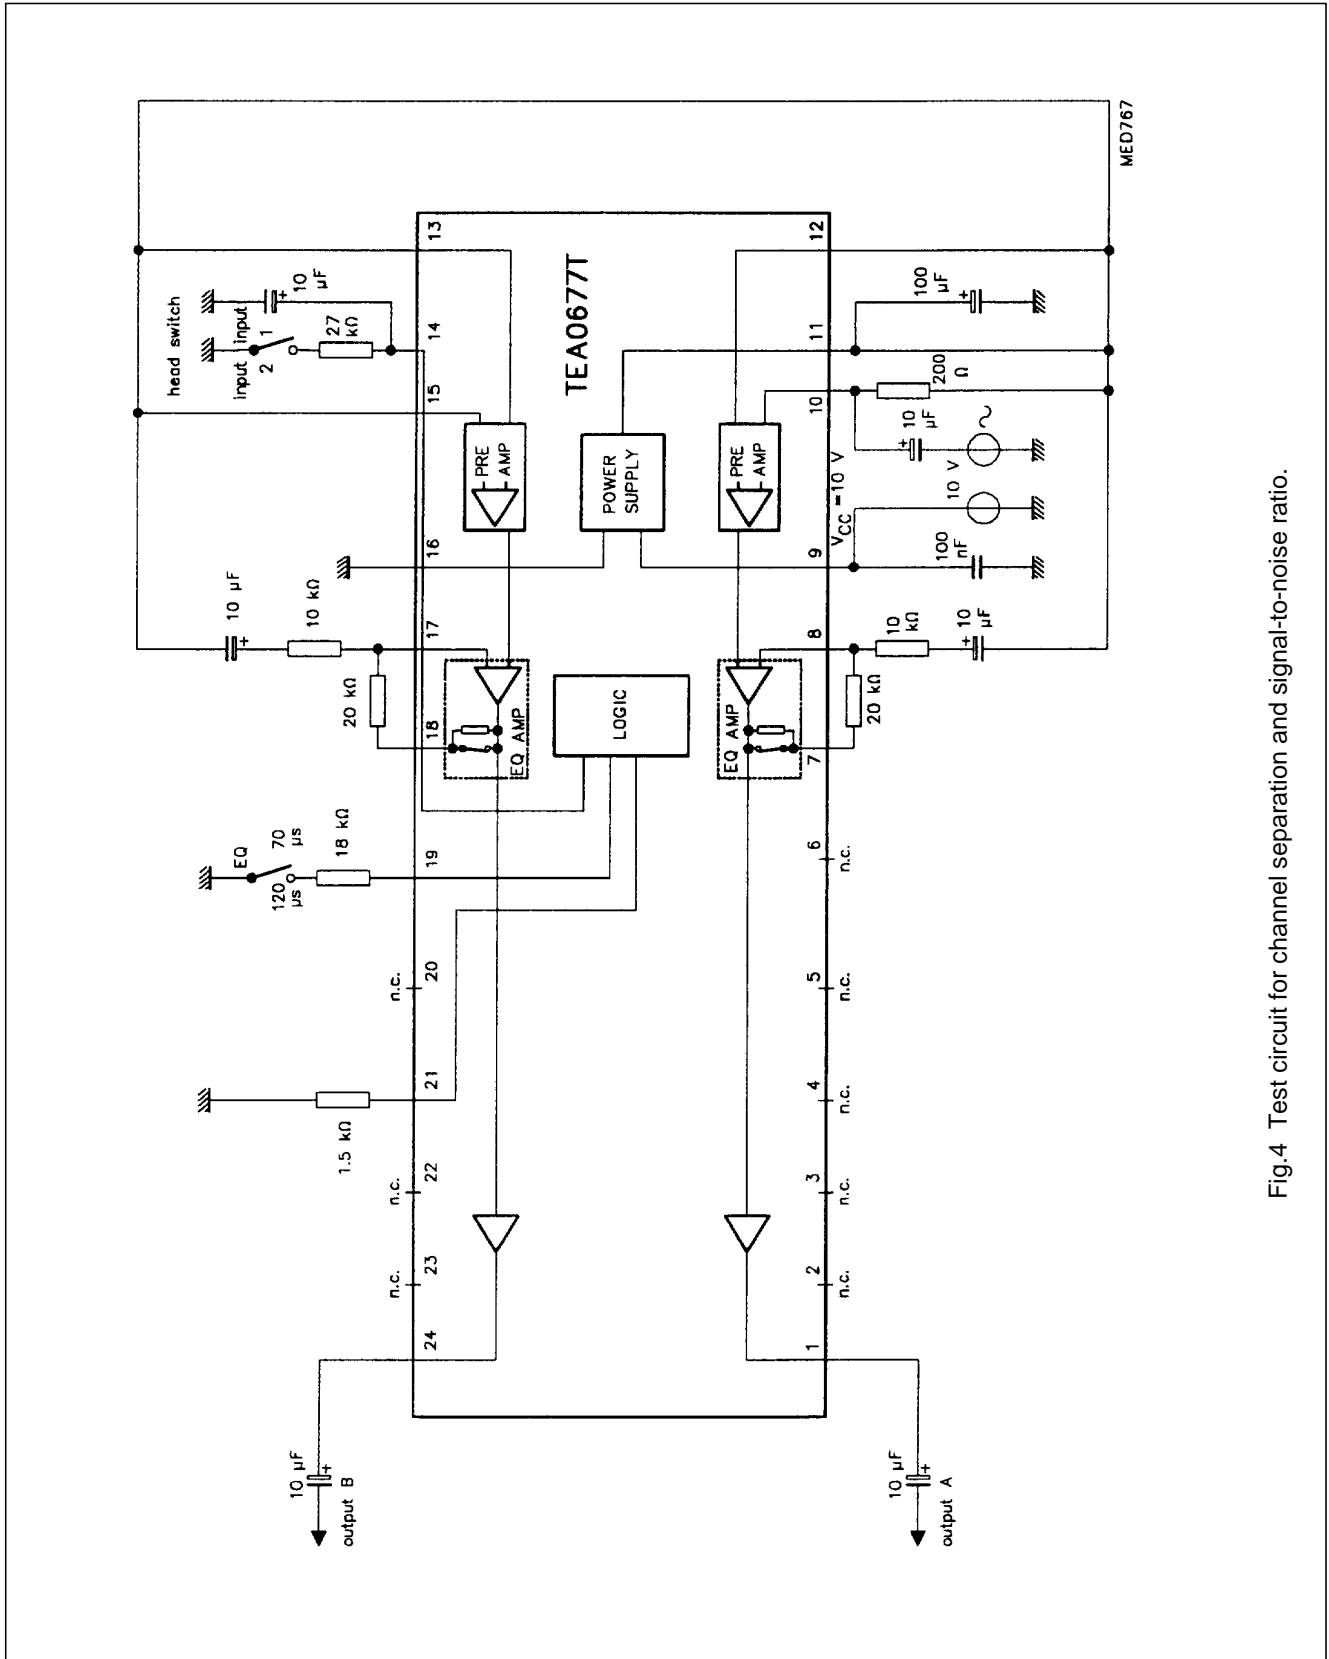 MED767
head switch
input 2
input 1
10 µF
27 kΩ
10 µF
10 kΩ
20 kΩ
EQ
120 µs
70 µs
18 kΩ
1.5 kΩ
10 µF
+
output B
n.c.
n.c.
n.c.
24
23
22
21
20
19
18
17
16
15
14
13
TEA0677T
PRE AMP
EQ AMP
POWER SUPPLY
LOGIC
PRE AMP
EQ AMP
1
2
3
4
5
6
7
8
9
10
11
12
n.c.
n.c.
n.c.
n.c.
n.c.
20 kΩ
10 kΩ
10 µF
+
VCC = 10 V
100 nF
10 V
10 µF
+
~
200 Ω
100 µF
+
10 µF
+
output A
Fig.4 Test circuit for channel separation and signal-to-noise ratio.